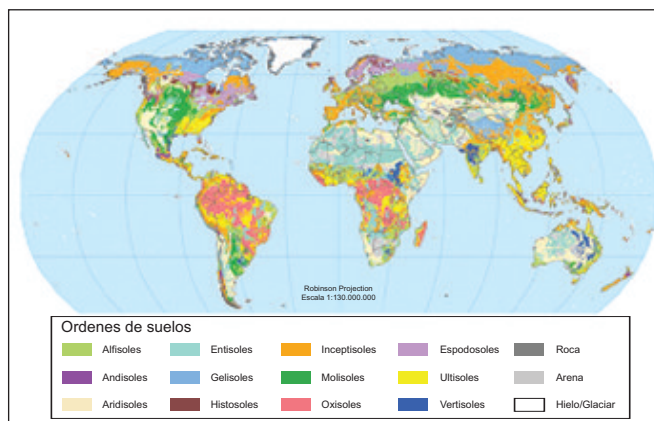 Robinson Projection
Escala 1:130.000.000
Ordenes de suelos
Alfisoles
Entisoles
Inceptisoles
Espodosoles
Roca
Andisoles
Gelisoles
Molisoles
Ultisoles
Arena
Aridisoles
Histosoles
Oxisoles
Vertisoles
Hielo/Glaciar